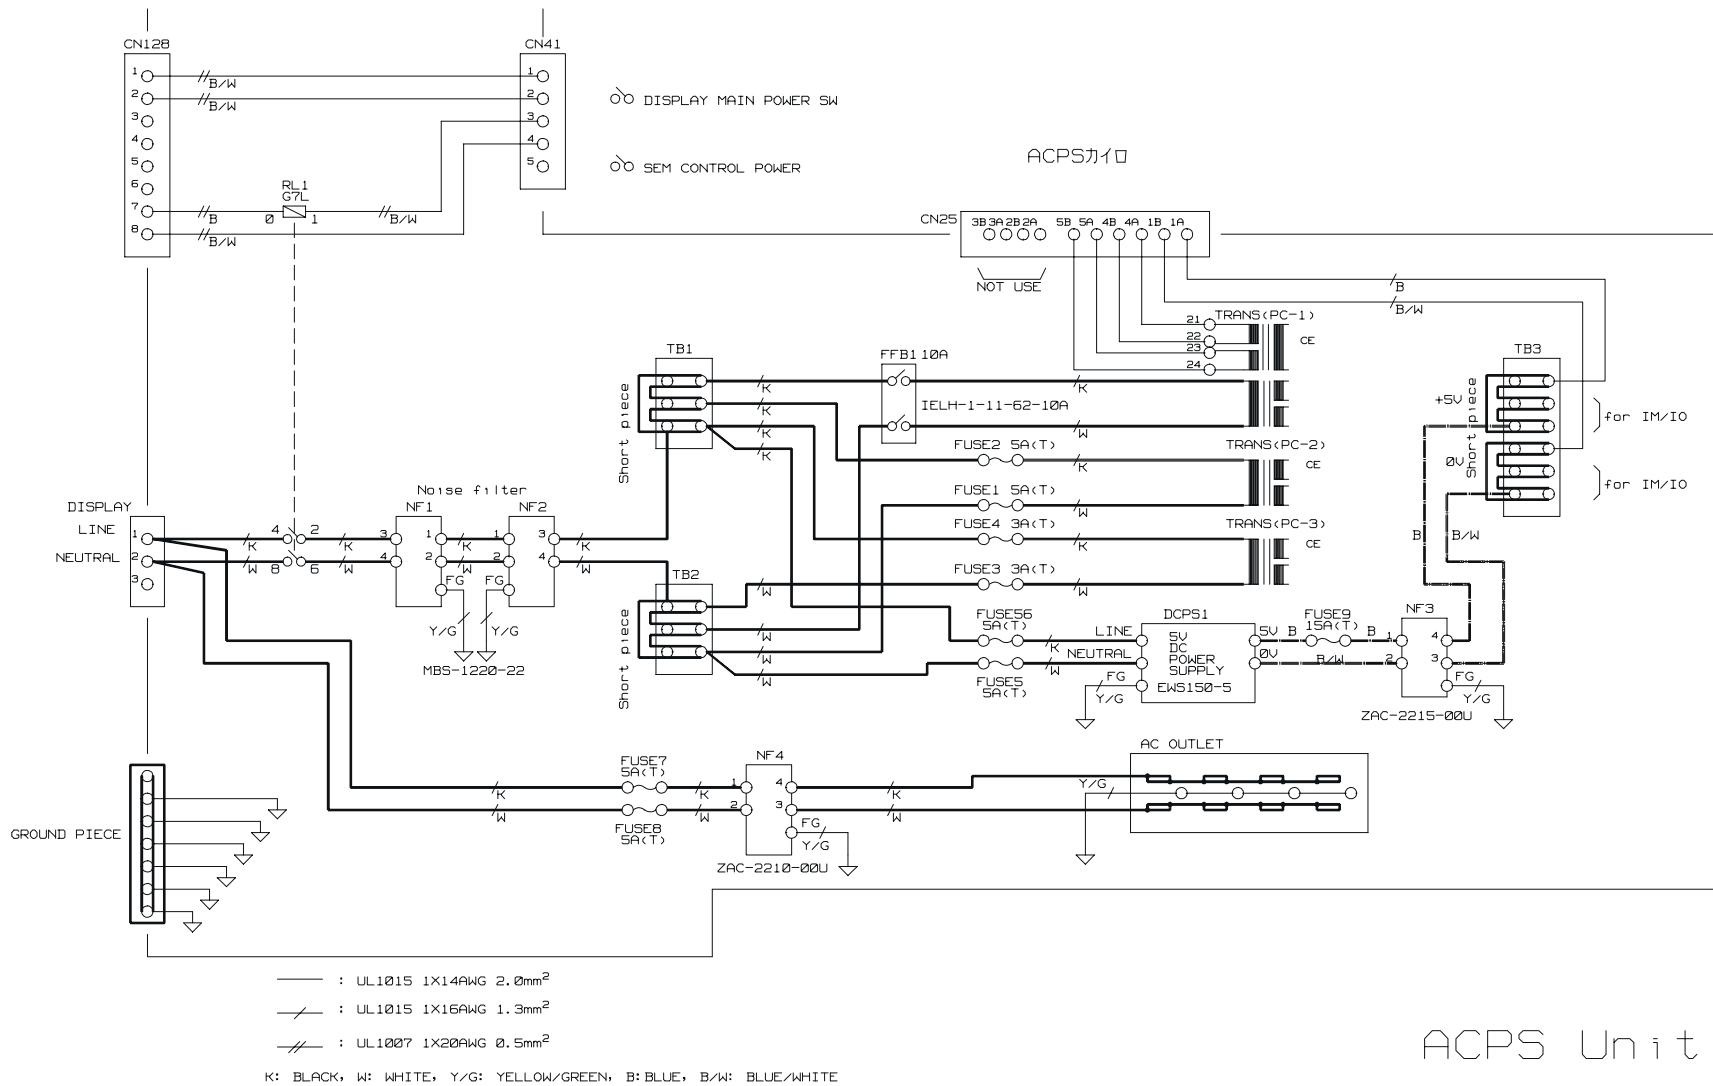 CN128
1
2
3
4
5
6
7
8
B/W
B/W
B
B/W
RL1
G7L
0 1
B/W
CN41
1
2
3
4
5
DISPLAY MAIN POWER SW
SEM CONTROL POWER
ACPSカイロ
CN25
3B 3A 2B 2A 5B 5A 4B 4A 1B 1A
NOT USE
B
B/W
21
22
23
24
TRANS(PC-1)
CE
TB1
Short piece
K
K
K
K
FFB1 10A
IELH-1-11-62-10A
K
W
FUSE2 5A(T)
K
TRANS(PC-2)
CE
FUSE1 5A(T)
W
FUSE4 3A(T)
K
TRANS(PC-3)
CE
FUSE3 3A(T)
W
TB3
+5V
0V
Short piece
for IM/IO
for IM/IO
B
B/W
DISPLAY
LINE
NEUTRAL
1
2
3
K
W
4 2
8 6
K
W
Noise filter
NF1
3 1
4 2
FG
K
W
NF2
1 3
2 4
FG
Y/G
Y/G
MBS-1220-22
K
W
TB2
Short piece
W
W
W
W
FUSE56
5A(T)
K
LINE
NEUTRAL
FUSE5
5A(T)
W
DCPS1
5V
DC
POWER
SUPPLY
EWS150-5
FG
Y/G
5V B
0V
FUSE9
15A(T)
B
B/W
NF3
1 4
2 3
FG
Y/G
ZAC-2215-00U
K
W
FUSE7
5A(T)
K
FUSE8
5A(T)
W
NF4
1 4
2 3
FG
Y/G
ZAC-2210-00U
K
W
AC OUTLET
Y/G
GROUND PIECE
: UL1015 1X14AWG 2.0mm²
: UL1015 1X16AWG 1.3mm²
: UL1007 1X20AWG 0.5mm²
K: BLACK, W: WHITE, Y/G: YELLOW/GREEN, B:BLUE, B/W: BLUE/WHITE
ACPS Unit